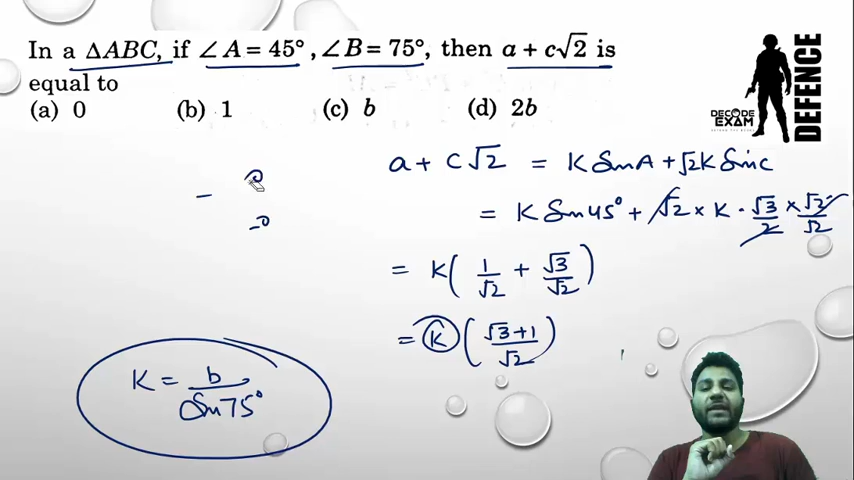 In a ΔABC, if ∠A = 45°, ∠B = 75°, then a + c√2 is
equal to
(a) 0 (b) 1 (c) b (d) 2b
DECODE
EXAM
DEFENCE
a + c√2 = K Sin A + √2 K Sin C
= K Sin 45° + √2 × K · √3/2 × √2/√2
= K( 1/√2 + √3/√2 )
= K ( √3+1/√2 )
K = b/Sin 75°